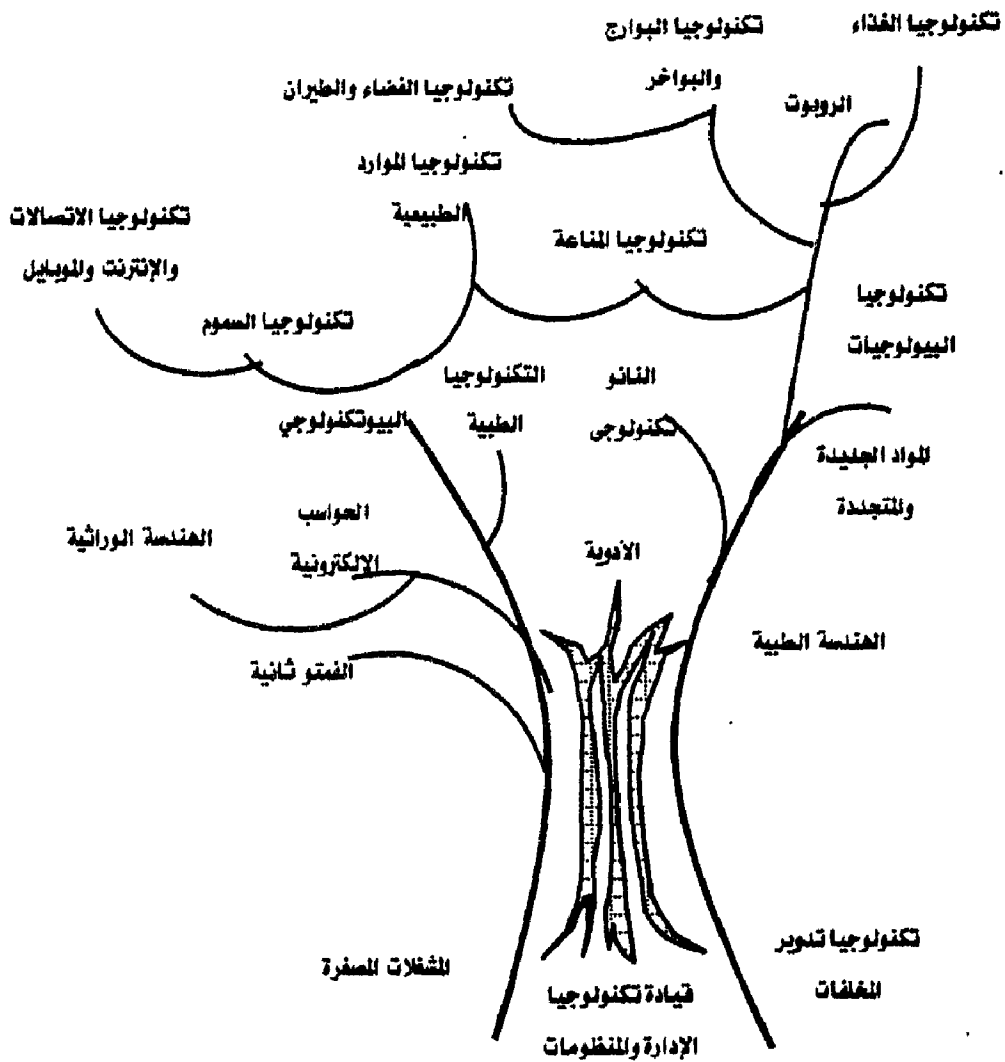 تكنولوجيا الغذاء
تكنولوجيا البوارج
والبواخر
الروبوت
تكنولوجيا الفضاء والطيران
تكنولوجيا الموارد
الطبيعية
تكنولوجيا المناعة
تكنولوجيا الاتصالات
والإنترنت والموبايل
تكنولوجيا
البيولوجيات
تكنولوجيا السموم
النانو
تكنولوجى
التكنولوجيا
الطبية
البيوتكنولوجي
المواد الجديدة
والمتجددة
الحواسب
الإلكترونية
الهندسة الوراثية
الأدوية
الهندسة الطبية
الفمتو ثانية
تكنولوجيا تدوير
المخلفات
المشغلات المصغرة
قيادة تكنولوجيا
الإدارة والمنظومات